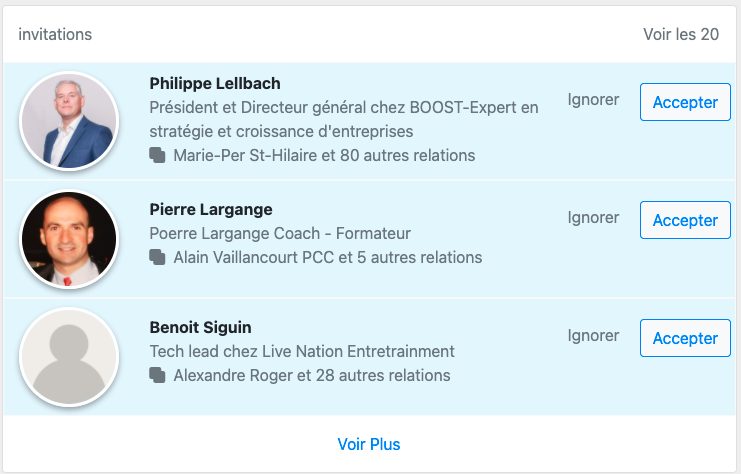 invitations
Voir les 20
Philippe Lellbach
Ignorer
Accepter
Président et Directeur général chez BOOST-Expert en
stratégie et croissance d'entreprises
Marie-Per St-Hilaire et 80 autres relations
Pierre Largange
Ignorer
Accepter
Poerre Largange Coach - Formateur
Alain Vaillancourt PCC et 5 autres relations
Benoit Siguin
Ignorer
Accepter
Tech lead chez Live Nation Entretrainment
Alexandre Roger et 28 autres relations
Voir Plus